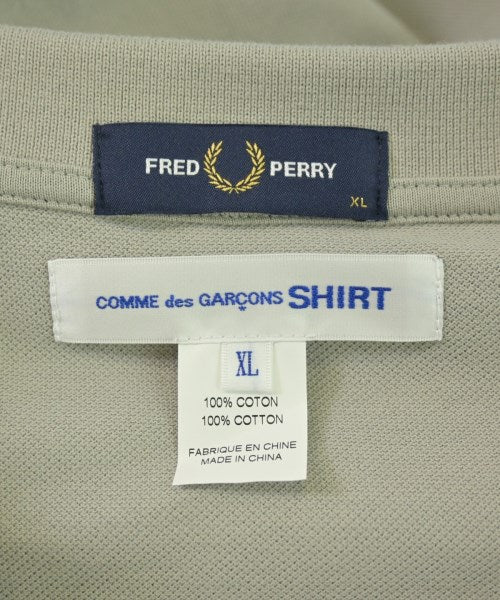 FRED PERRY
XL
COMME des GARÇONS SHIRT
*
XL
100% COTON
100% COTTON
FABRIQUE EN CHINE
MADE IN CHINA